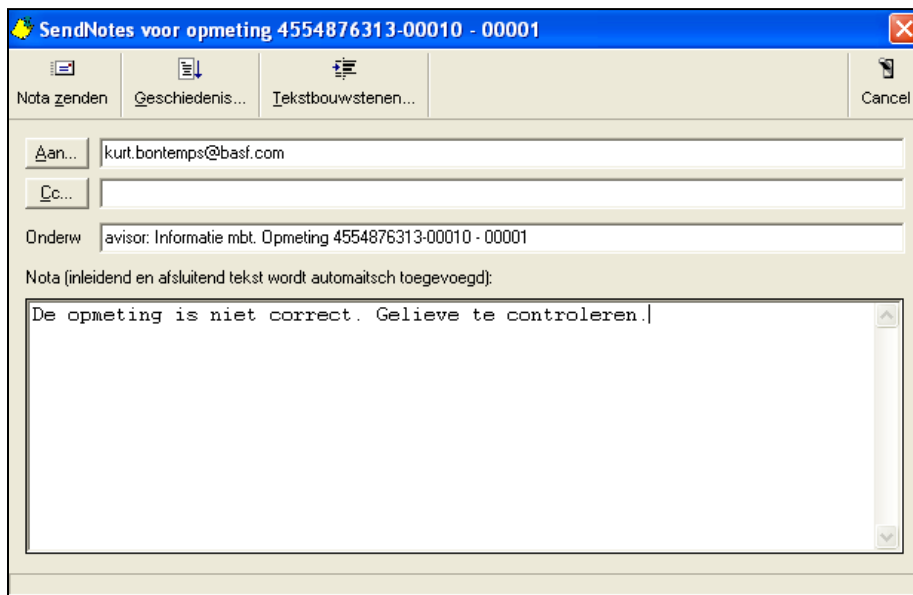 SendNotes voor opmeting 4554876313-00010 - 00001
Nota zenden Geschiedenis... Tekstbouwstenen... Cancel
Aan... kurt.bontemps@basf.com
Cc...
Onderw avisor: Informatie mbt. Opmeting 4554876313-00010 - 00001
Nota (inleidend en afsluitend tekst wordt automaitsch toegevoegd):
De opmeting is niet correct. Gelieve te controleren.